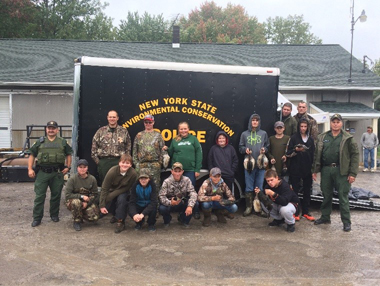 NEW YORK STATE
ENVIRONMENTAL CONSERVATION
POLICE